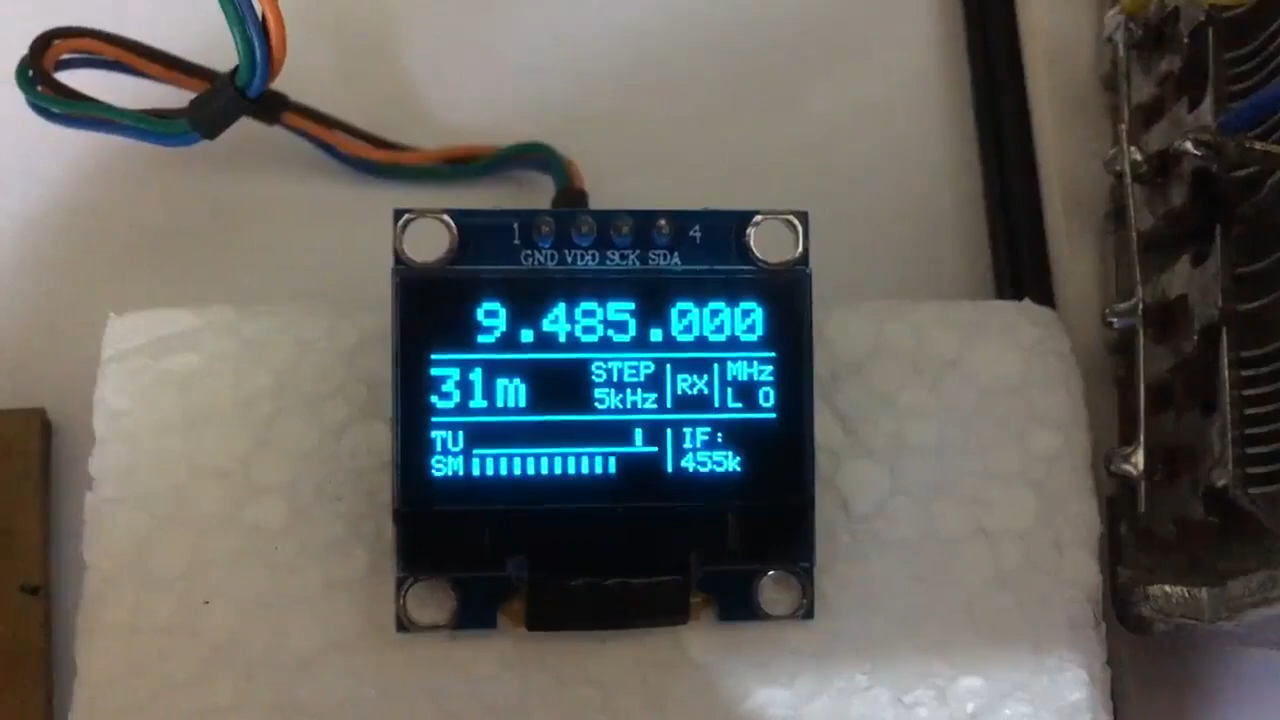 1 4
GND VDD SCK SDA
9.485.000
31m STEP 5kHz RX MHz L O
TU IF:
SM 455k